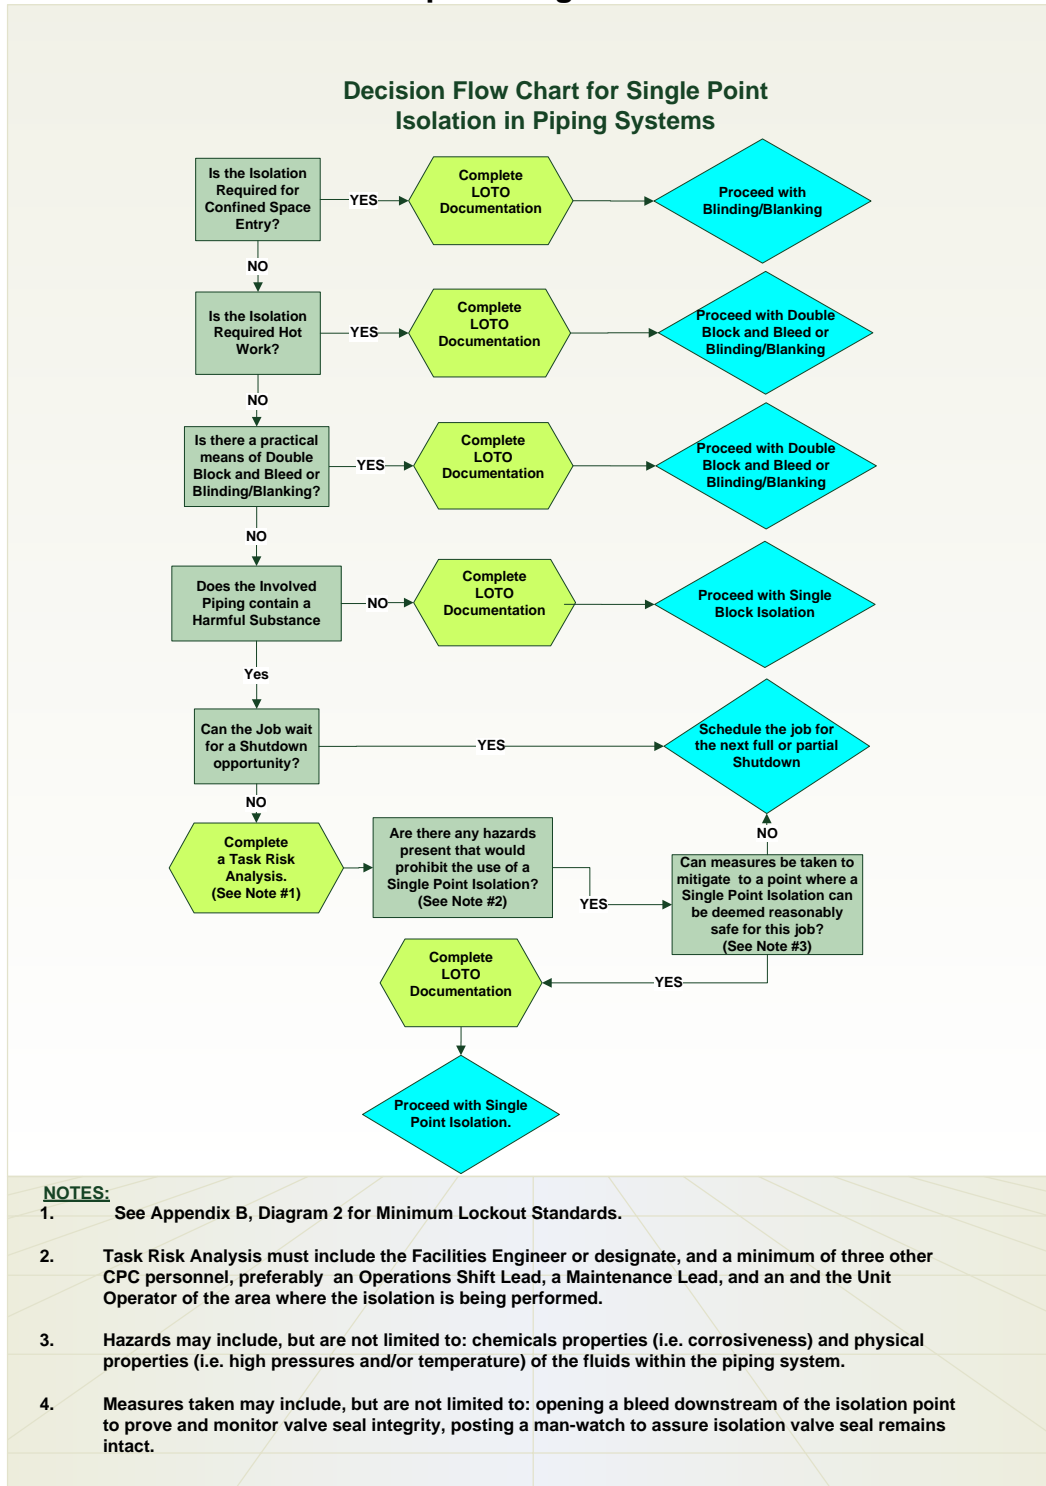 Decision Flow Chart for Single Point
Isolation in Piping Systems
Is the Isolation
Required for
Confined Space
Entry?
YES
Complete
LOTO
Documentation
Proceed with
Blinding/Blanking
NO
Is the Isolation
Required Hot
Work?
YES
Complete
LOTO
Documentation
Proceed with Double
Block and Bleed or
Blinding/Blanking
NO
Is there a practical
means of Double
Block and Bleed or
Blinding/Blanking?
YES
Complete
LOTO
Documentation
Proceed with Double
Block and Bleed or
Blinding/Blanking
NO
Does the Involved
Piping contain a
Harmful Substance
NO
Complete
LOTO
Documentation
Proceed with Single
Block Isolation
Yes
Can the Job wait
for a Shutdown
opportunity?
YES
Schedule the job for
the next full or partial
Shutdown
NO
Complete
a Task Risk
Analysis.
(See Note #1)
Are there any hazards
present that would
prohibit the use of a
Single Point Isolation?
(See Note #2)
YES
NO
Can measures be taken to
mitigate to a point where a
Single Point Isolation can
be deemed reasonably
safe for this job?
(See Note #3)
YES
Complete
LOTO
Documentation
Proceed with Single
Point Isolation.
NOTES:
1. See Appendix B, Diagram 2 for Minimum Lockout Standards.
2. Task Risk Analysis must include the Facilities Engineer or designate, and a minimum of three other
CPC personnel, preferably an Operations Shift Lead, a Maintenance Lead, and an and the Unit
Operator of the area where the isolation is being performed.
3. Hazards may include, but are not limited to: chemicals properties (i.e. corrosiveness) and physical
properties (i.e. high pressures and/or temperature) of the fluids within the piping system.
4. Measures taken may include, but are not limited to: opening a bleed downstream of the isolation point
to prove and monitor valve seal integrity, posting a man-watch to assure isolation valve seal remains
intact.